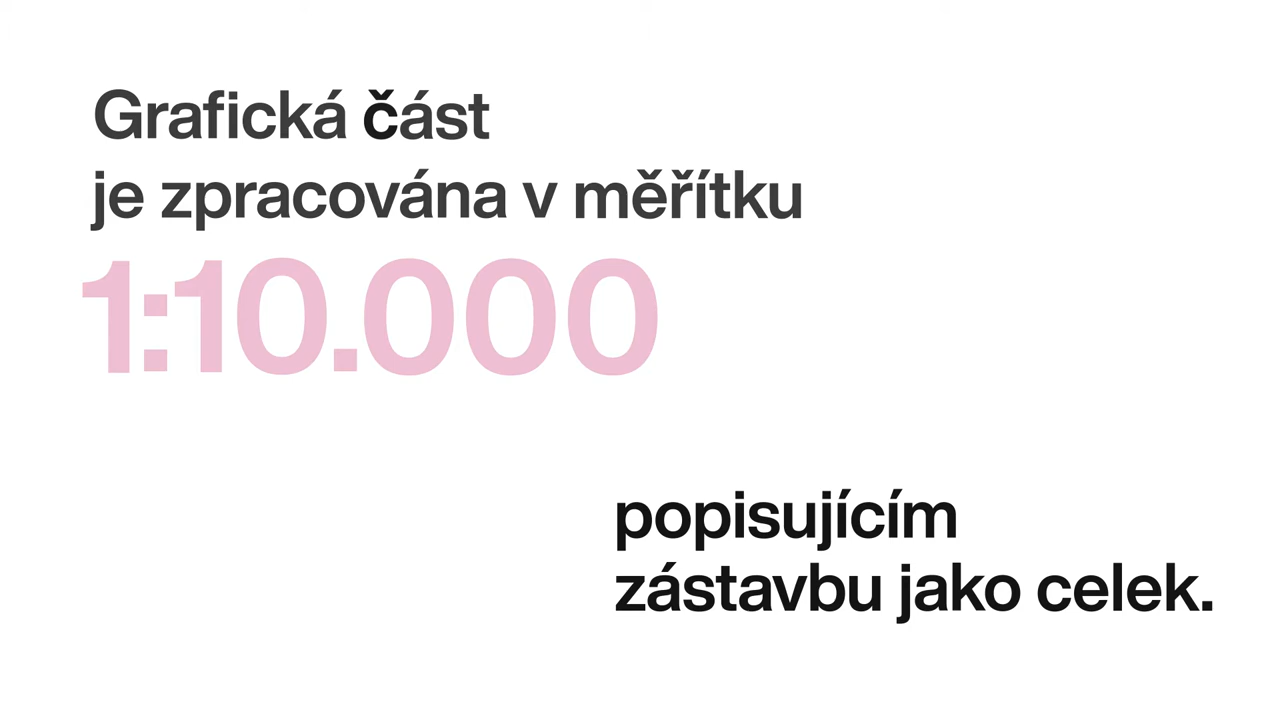 Grafická část
je zpracována v měřítku
1:10.000
popisujícím
zástavbu jako celek.